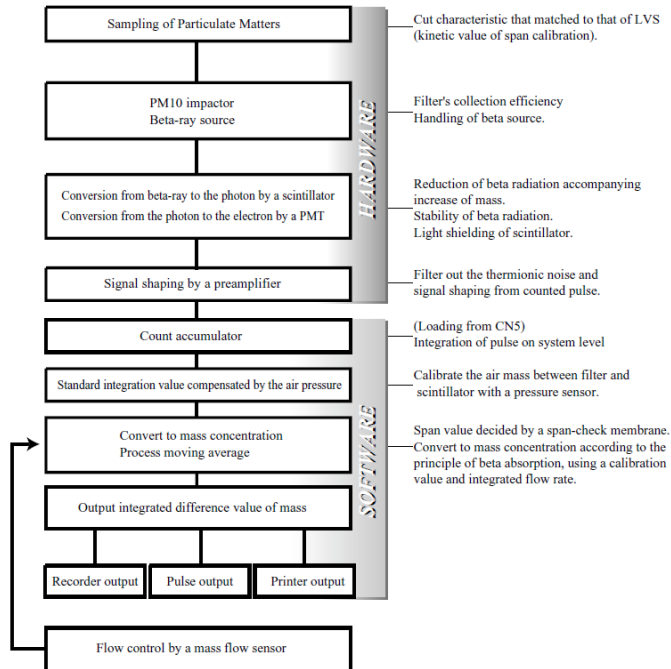 Sampling of Particulate Matters
Cut characteristic that matched to that of LVS
(kinetic value of span calibration).
PM10 impactor
Beta-ray source
Filter's collection efficiency
Handling of beta source.
HARDWARE
Conversion from beta-ray to the photon by a scintillator
Conversion from the photon to the electron by a PMT
Reduction of beta radiation accompanying
increase of mass.
Stability of beta radiation.
Light shielding of scintillator.
Signal shaping by a preamplifier
Filter out the thermionic noise and
signal shaping from counted pulse.
Count accumulator
(Loading from CN5)
Integration of pulse on system level
Standard integration value compensated by the air pressure
Calibrate the air mass between filter and
scintillator with a pressure sensor.
SOFTWARE
Convert to mass concentration
Process moving average
Span value decided by a span-check membrane.
Convert to mass concentration according to the
principle of beta absorption, using a calibration
value and integrated flow rate.
Output integrated difference value of mass
Recorder output
Pulse output
Printer output
Flow control by a mass flow sensor